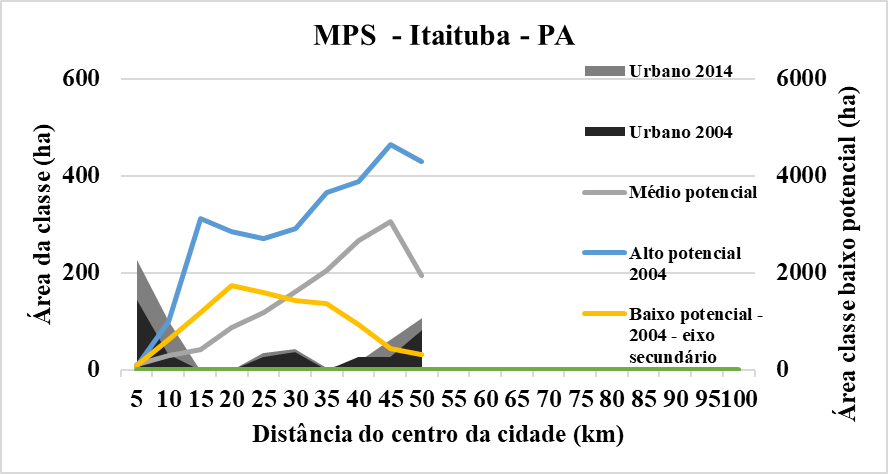 MPS - Itaituba - PA
Área da classe (ha)
600
400
200
0
6000
4000
2000
0
Área classe baixo potencial (ha)
Urbano 2014
Urbano 2004
Médio potencial
Alto potencial
2004
Baixo potencial -
2004 - eixo
secundário
5 10 15 20 25 30 35 40 45 50 55 60 65 70 75 80 85 90 95 100
Distância do centro da cidade (km)